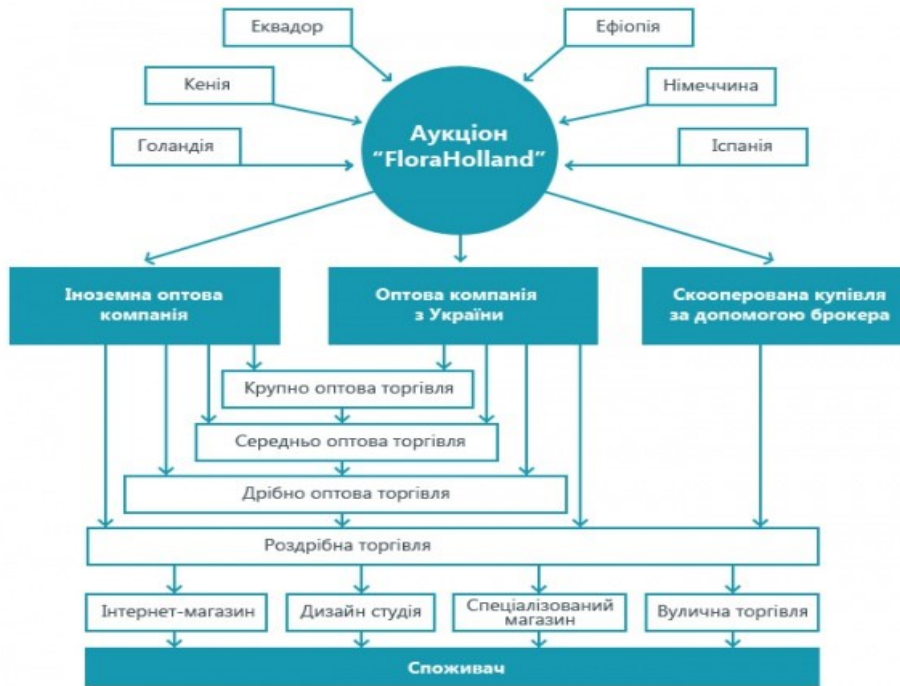 Еквадор
Ефіопія
Кенія
Німеччина
Голандія
Іспанія
Аукціон
“FloraHolland”
Іноземна оптова
компанія
Оптова компанія
з України
Скооперована купівля
за допомогою брокера
Крупно оптова торгівля
Середньо оптова торгівля
Дрібно оптова торгівля
Роздрібна торгівля
Інтернет-магазин
Дизайн студія
Спеціалізований
магазин
Вулична торгівля
Споживач